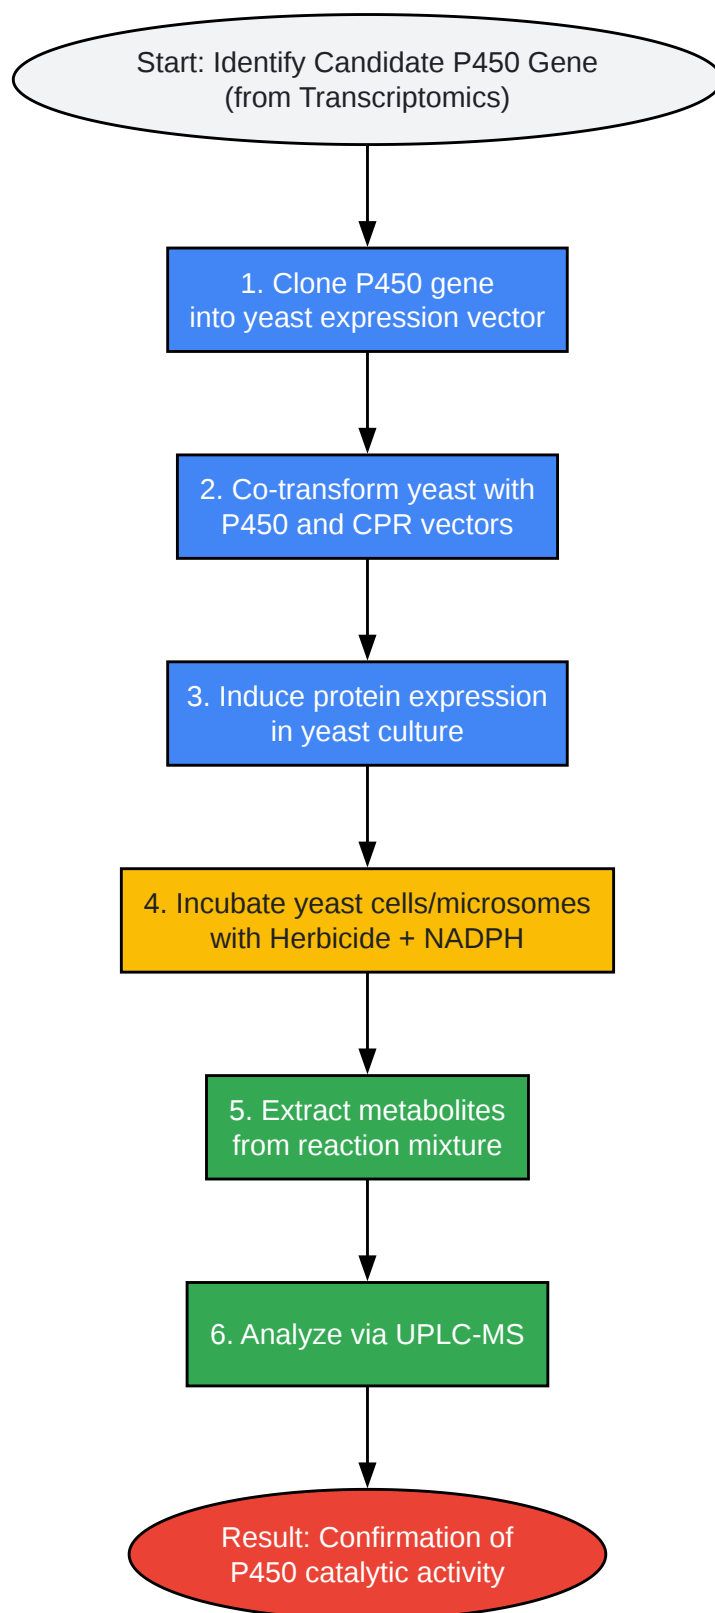 Start: Identify Candidate P450 Gene
(from Transcriptomics)
1. Clone P450 gene
into yeast expression vector
2. Co-transform yeast with
P450 and CPR vectors
3. Induce protein expression
in yeast culture
4. Incubate yeast cells/microsomes
with Herbicide + NADPH
5. Extract metabolites
from reaction mixture
6. Analyze via UPLC-MS
Result: Confirmation of
P450 catalytic activity